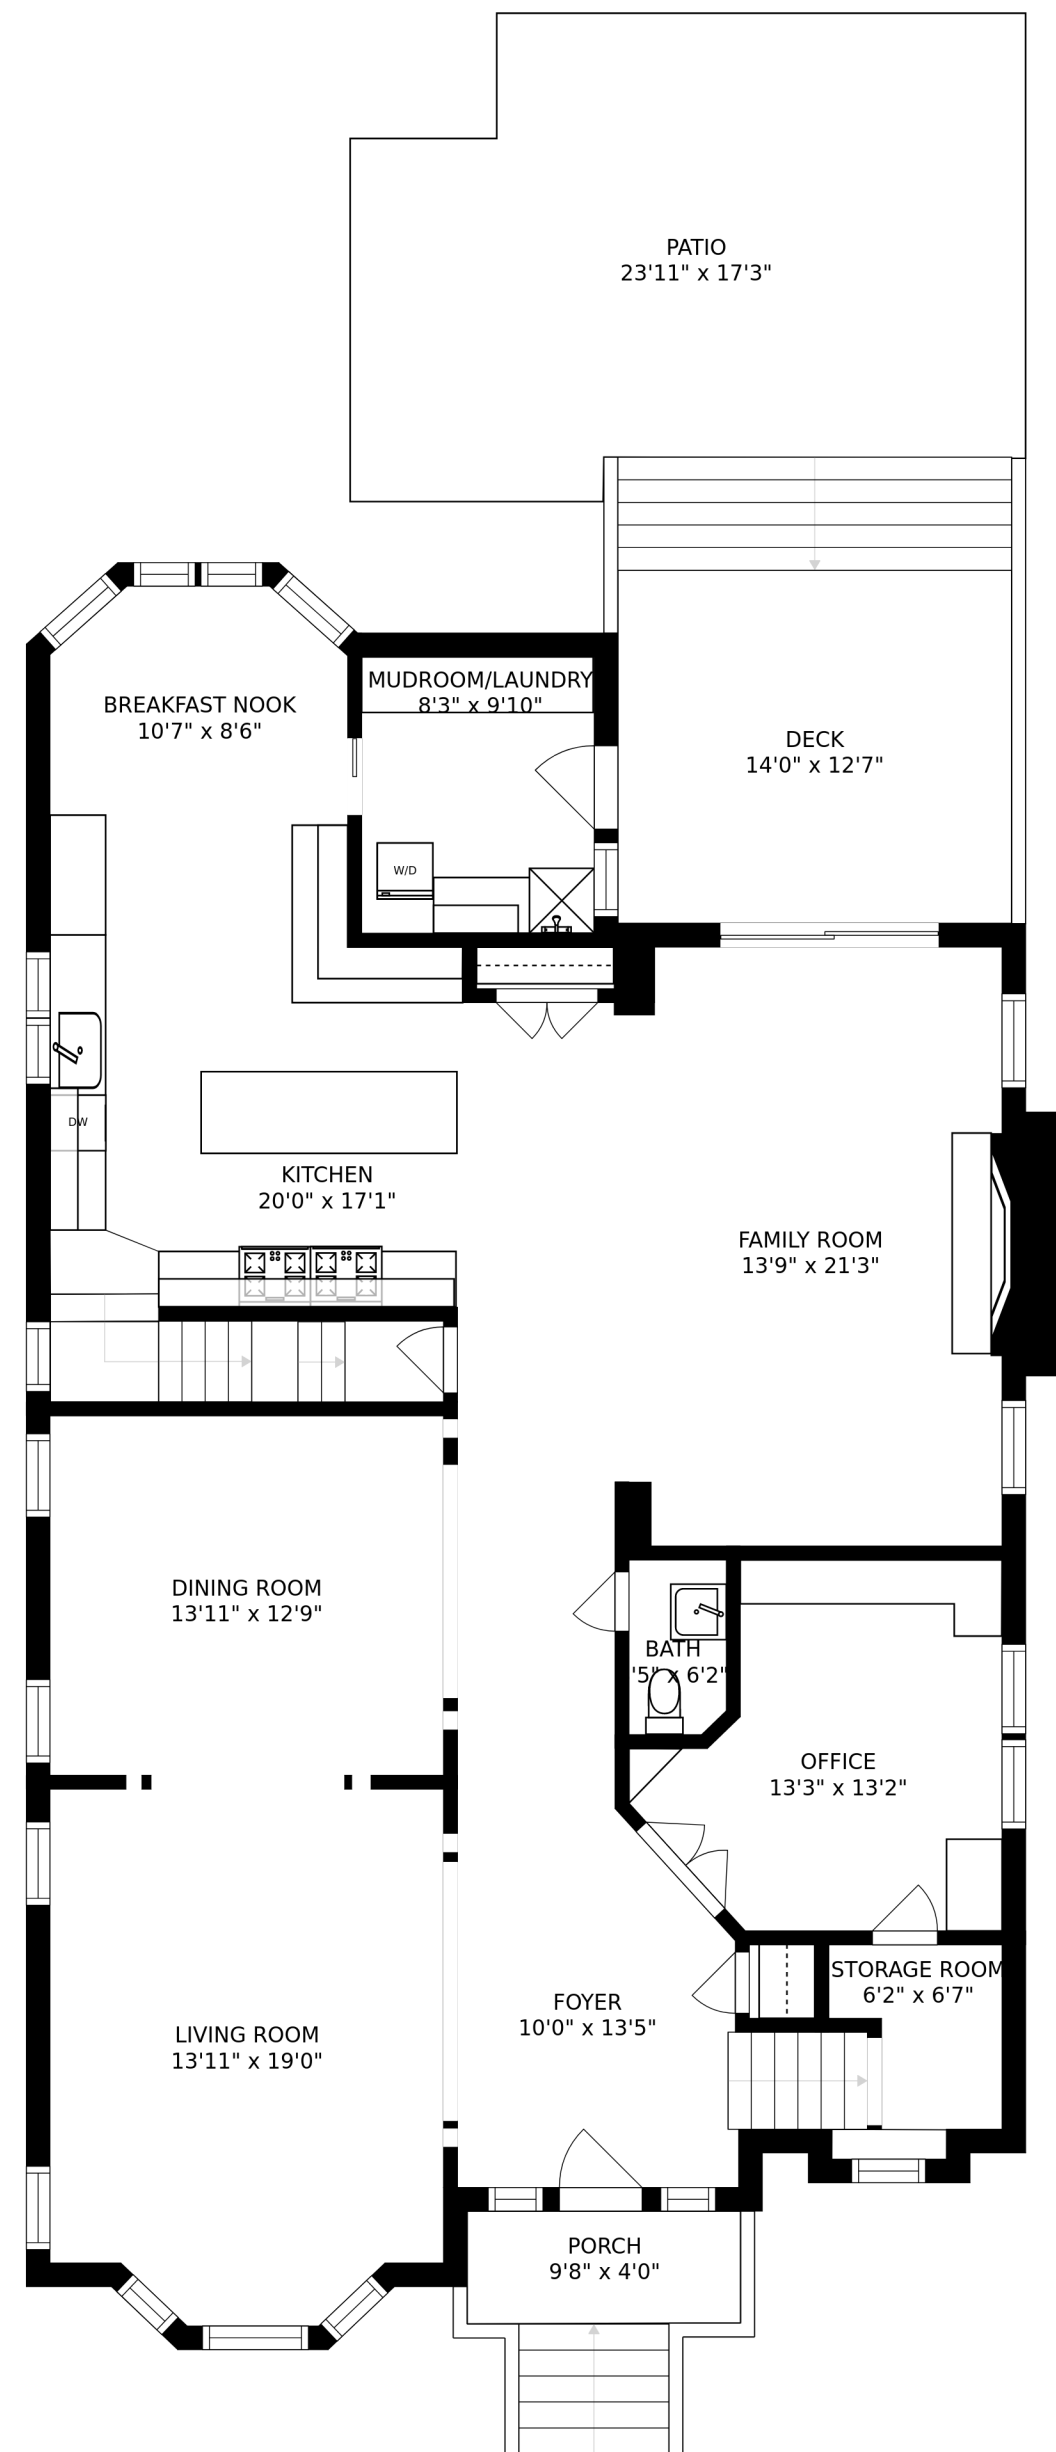 PATIO
23'11" x 17'3"
MUDROOM/LAUNDRY
8'3" x 9'10"
BREAKFAST NOOK
10'7" x 8'6"
DECK
14'0" x 12'7"
W/D
DW
KITCHEN
20'0" x 17'1"
FAMILY ROOM
13'9" x 21'3"
DINING ROOM
13'11" x 12'9"
BATH
'5" x 6'2"
OFFICE
13'3" x 13'2"
STORAGE ROOM
6'2" x 6'7"
FOYER
10'0" x 13'5"
LIVING ROOM
13'11" x 19'0"
PORCH
9'8" x 4'0"